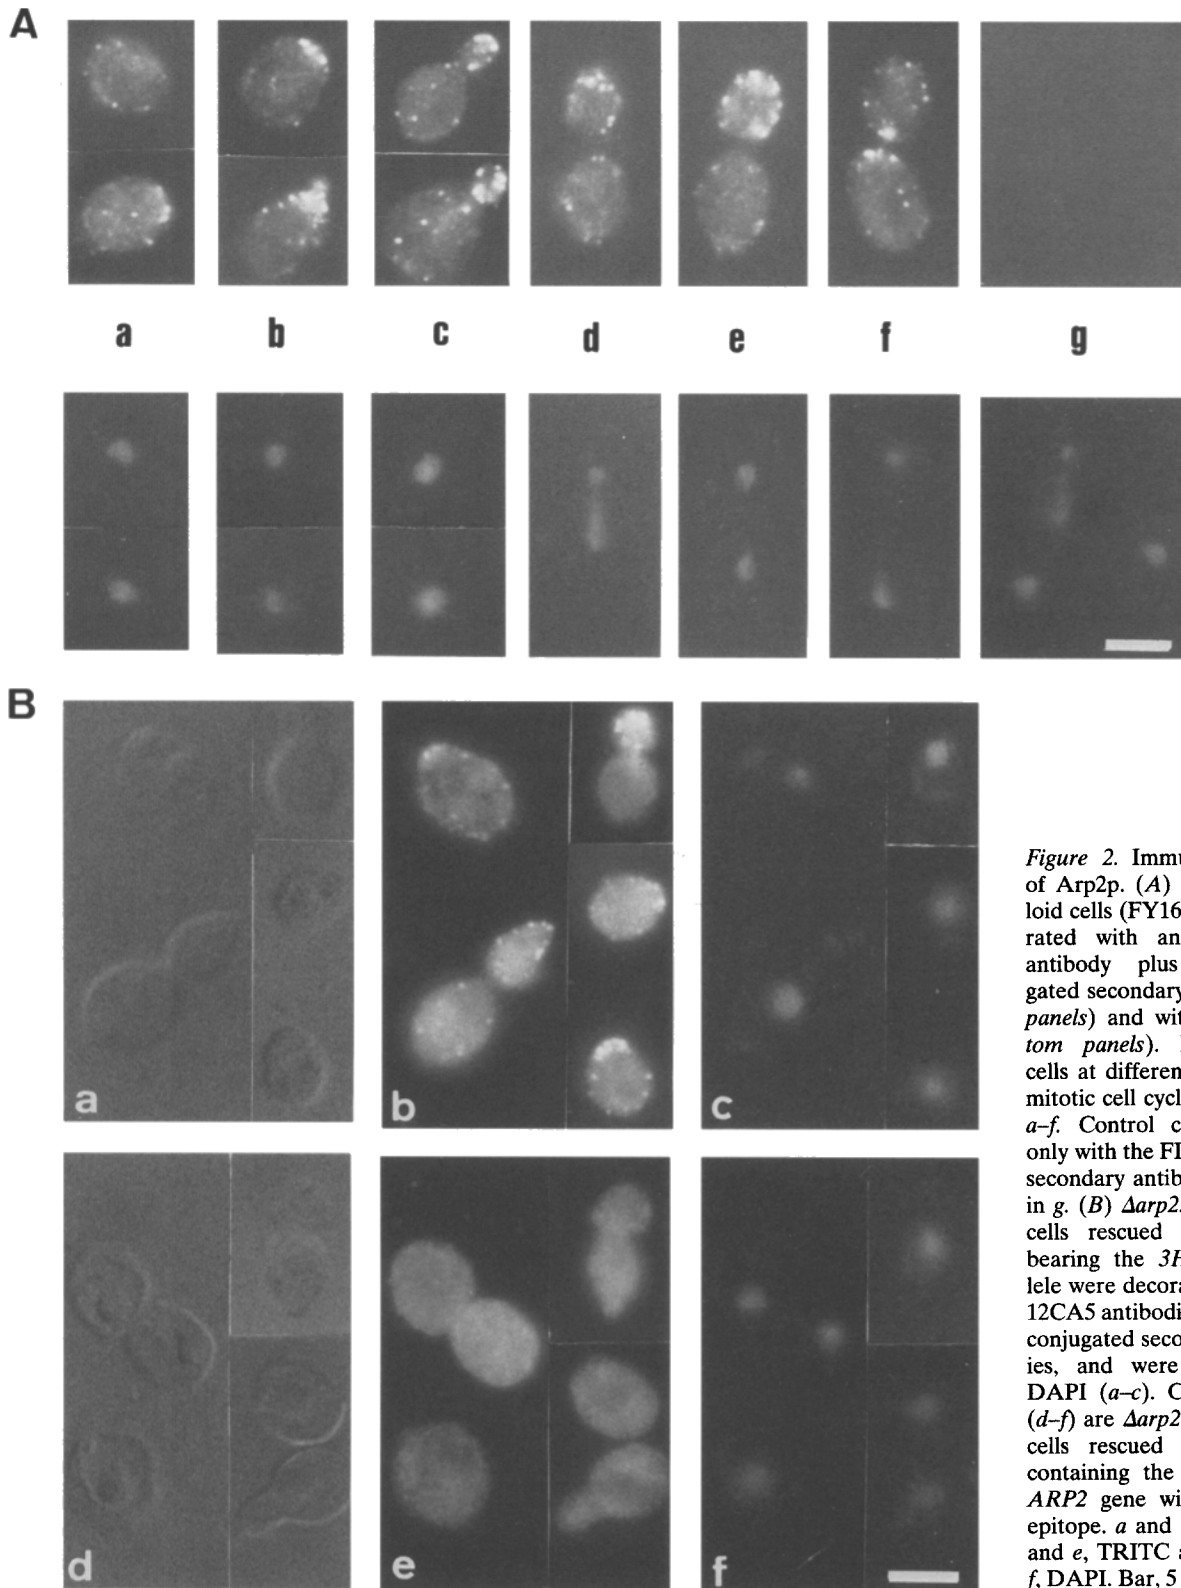 A
a b c d e f g
B
a b c
d e f
Figure 2. Immu
of Arp2p. (A)
loid cells (FY16
rated with an
antibody plus
gated secondary
panels) and wit
tom panels).
cells at differen
mitotic cell cycl
a–f. Control c
only with the FI
secondary antib
in g. (B) Δarp2
cells rescued
bearing the 3H
lele were decora
12CA5 antibodi
conjugated seco
ies, and were
DAPI (a–c). C
(d–f) are Δarp2
cells rescued
containing the
ARP2 gene wi
epitope. a and
and e, TRITC a
f, DAPI. Bar, 5